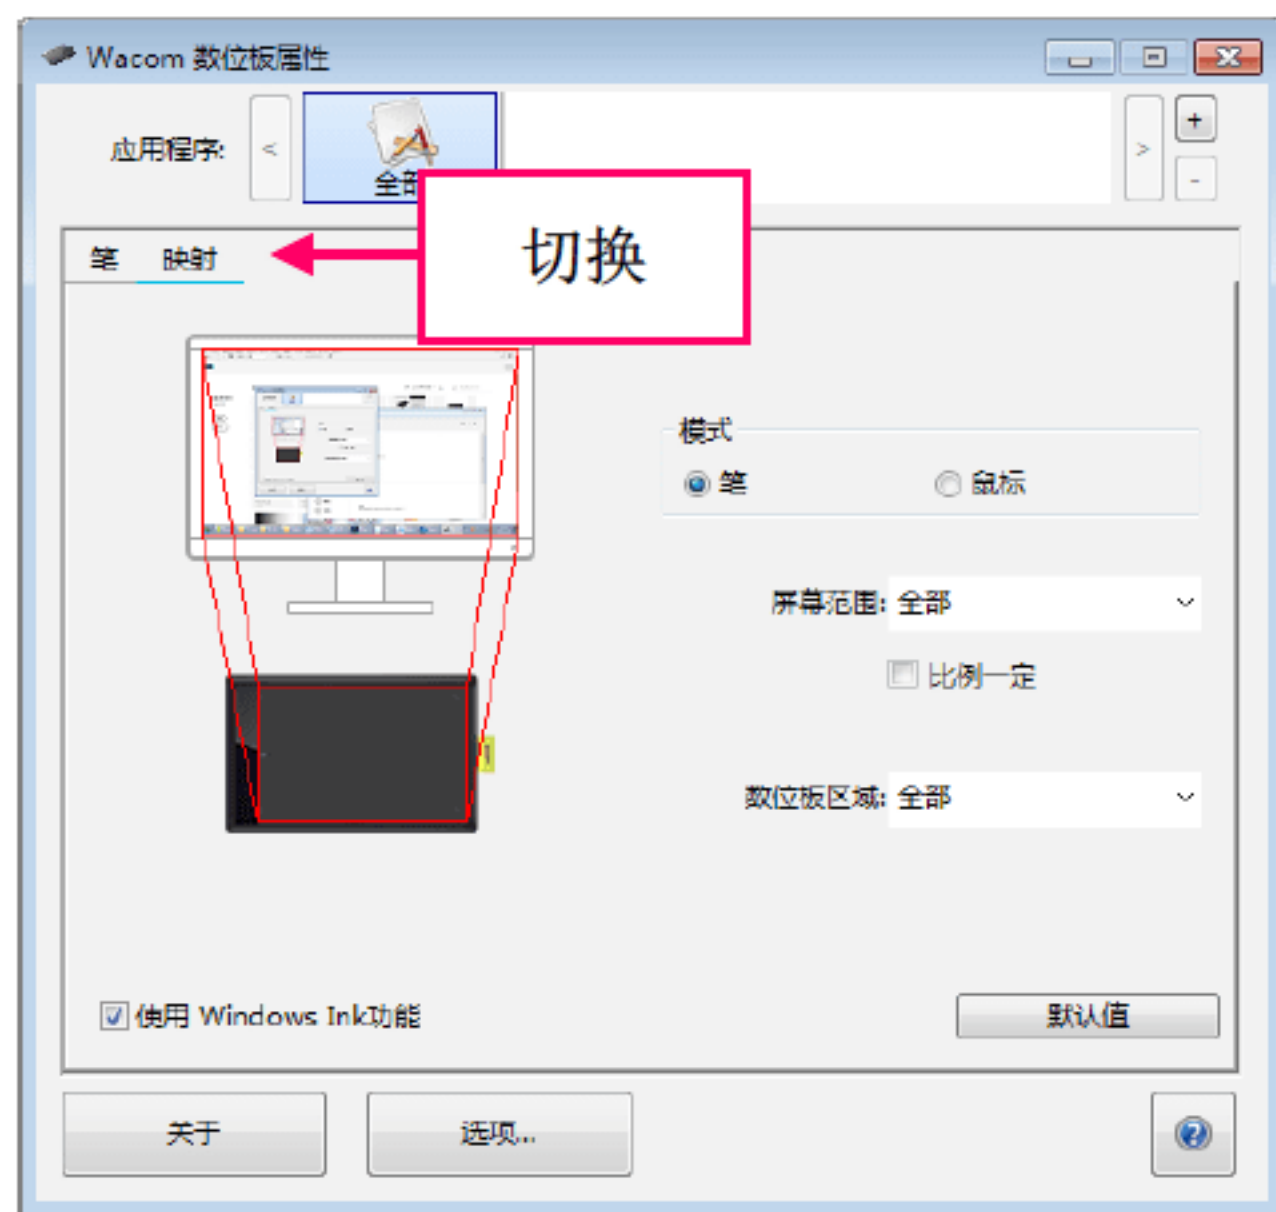 Wacom 数位板属性
应用程序:
<
全部
>
+
-
切换
笔 映射
模式
笔 鼠标
屏幕范围: 全部
比例一定
数位板区域: 全部
使用 Windows Ink功能
默认值
关于 选项...
?